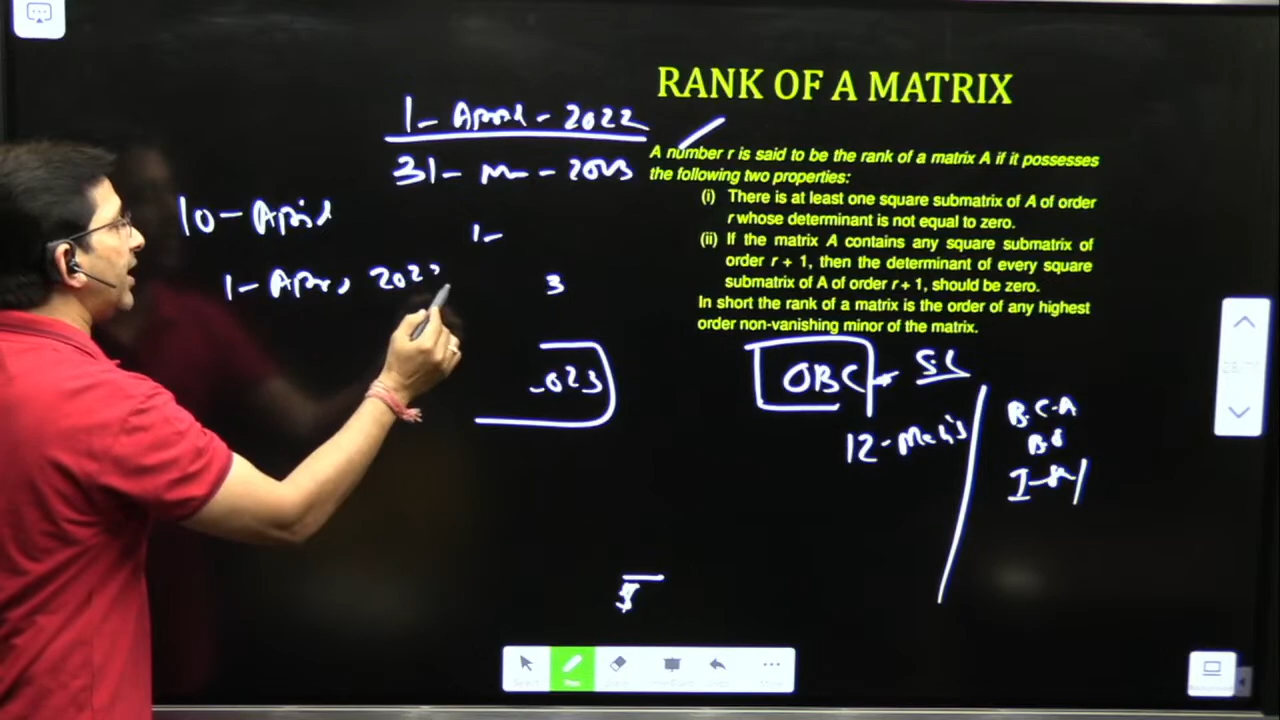 RANK OF A MATRIX
1- April - 2022
A number r is said to be the rank of a matrix A if it possesses
the following two properties:
31- M - 2023
(i) There is at least one square submatrix of A of order
r whose determinant is not equal to zero.
10- April
1-
(ii) If the matrix A contains any square submatrix of
order r + 1, then the determinant of every square
submatrix of A of order r + 1, should be zero.
1- Apr,
3
In short the rank of a matrix is the order of any highest
order non-vanishing minor of the matrix.
023
OBC
B.C.A
12-
Pen